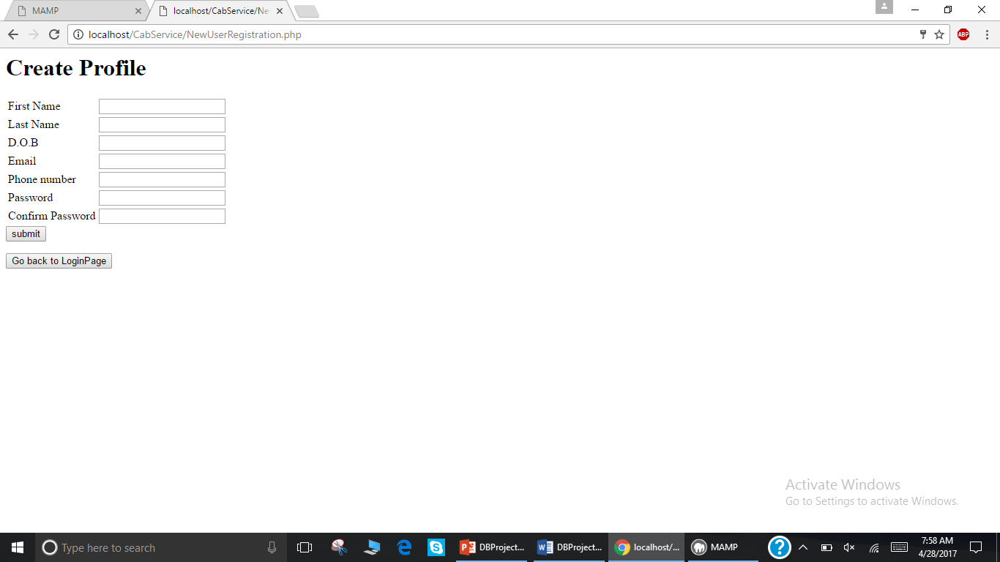 MAMP
localhost/CabService/Ne
localhost/CabService/NewUserRegistration.php
ABP
Create Profile
First Name
Last Name
D.O.B
Email
Phone number
Password
Confirm Password
submit
Go back to LoginPage
Activate Windows
Go to Settings to activate Windows.
Type here to search
DBProject...
DBProject...
localhost/...
MAMP
7:58 AM
4/28/2017